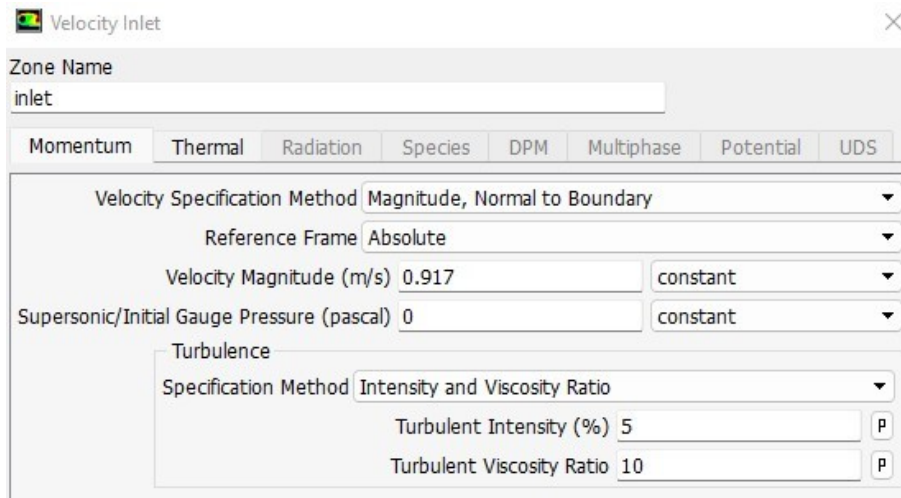 Velocity Inlet
Zone Name
inlet
Momentum Thermal Radiation Species DPM Multiphase Potential UDS
Velocity Specification Method Magnitude, Normal to Boundary
Reference Frame Absolute
Velocity Magnitude (m/s) 0.917 constant
Supersonic/Initial Gauge Pressure (pascal) 0 constant
Turbulence
Specification Method Intensity and Viscosity Ratio
Turbulent Intensity (%) 5 P
Turbulent Viscosity Ratio 10 P